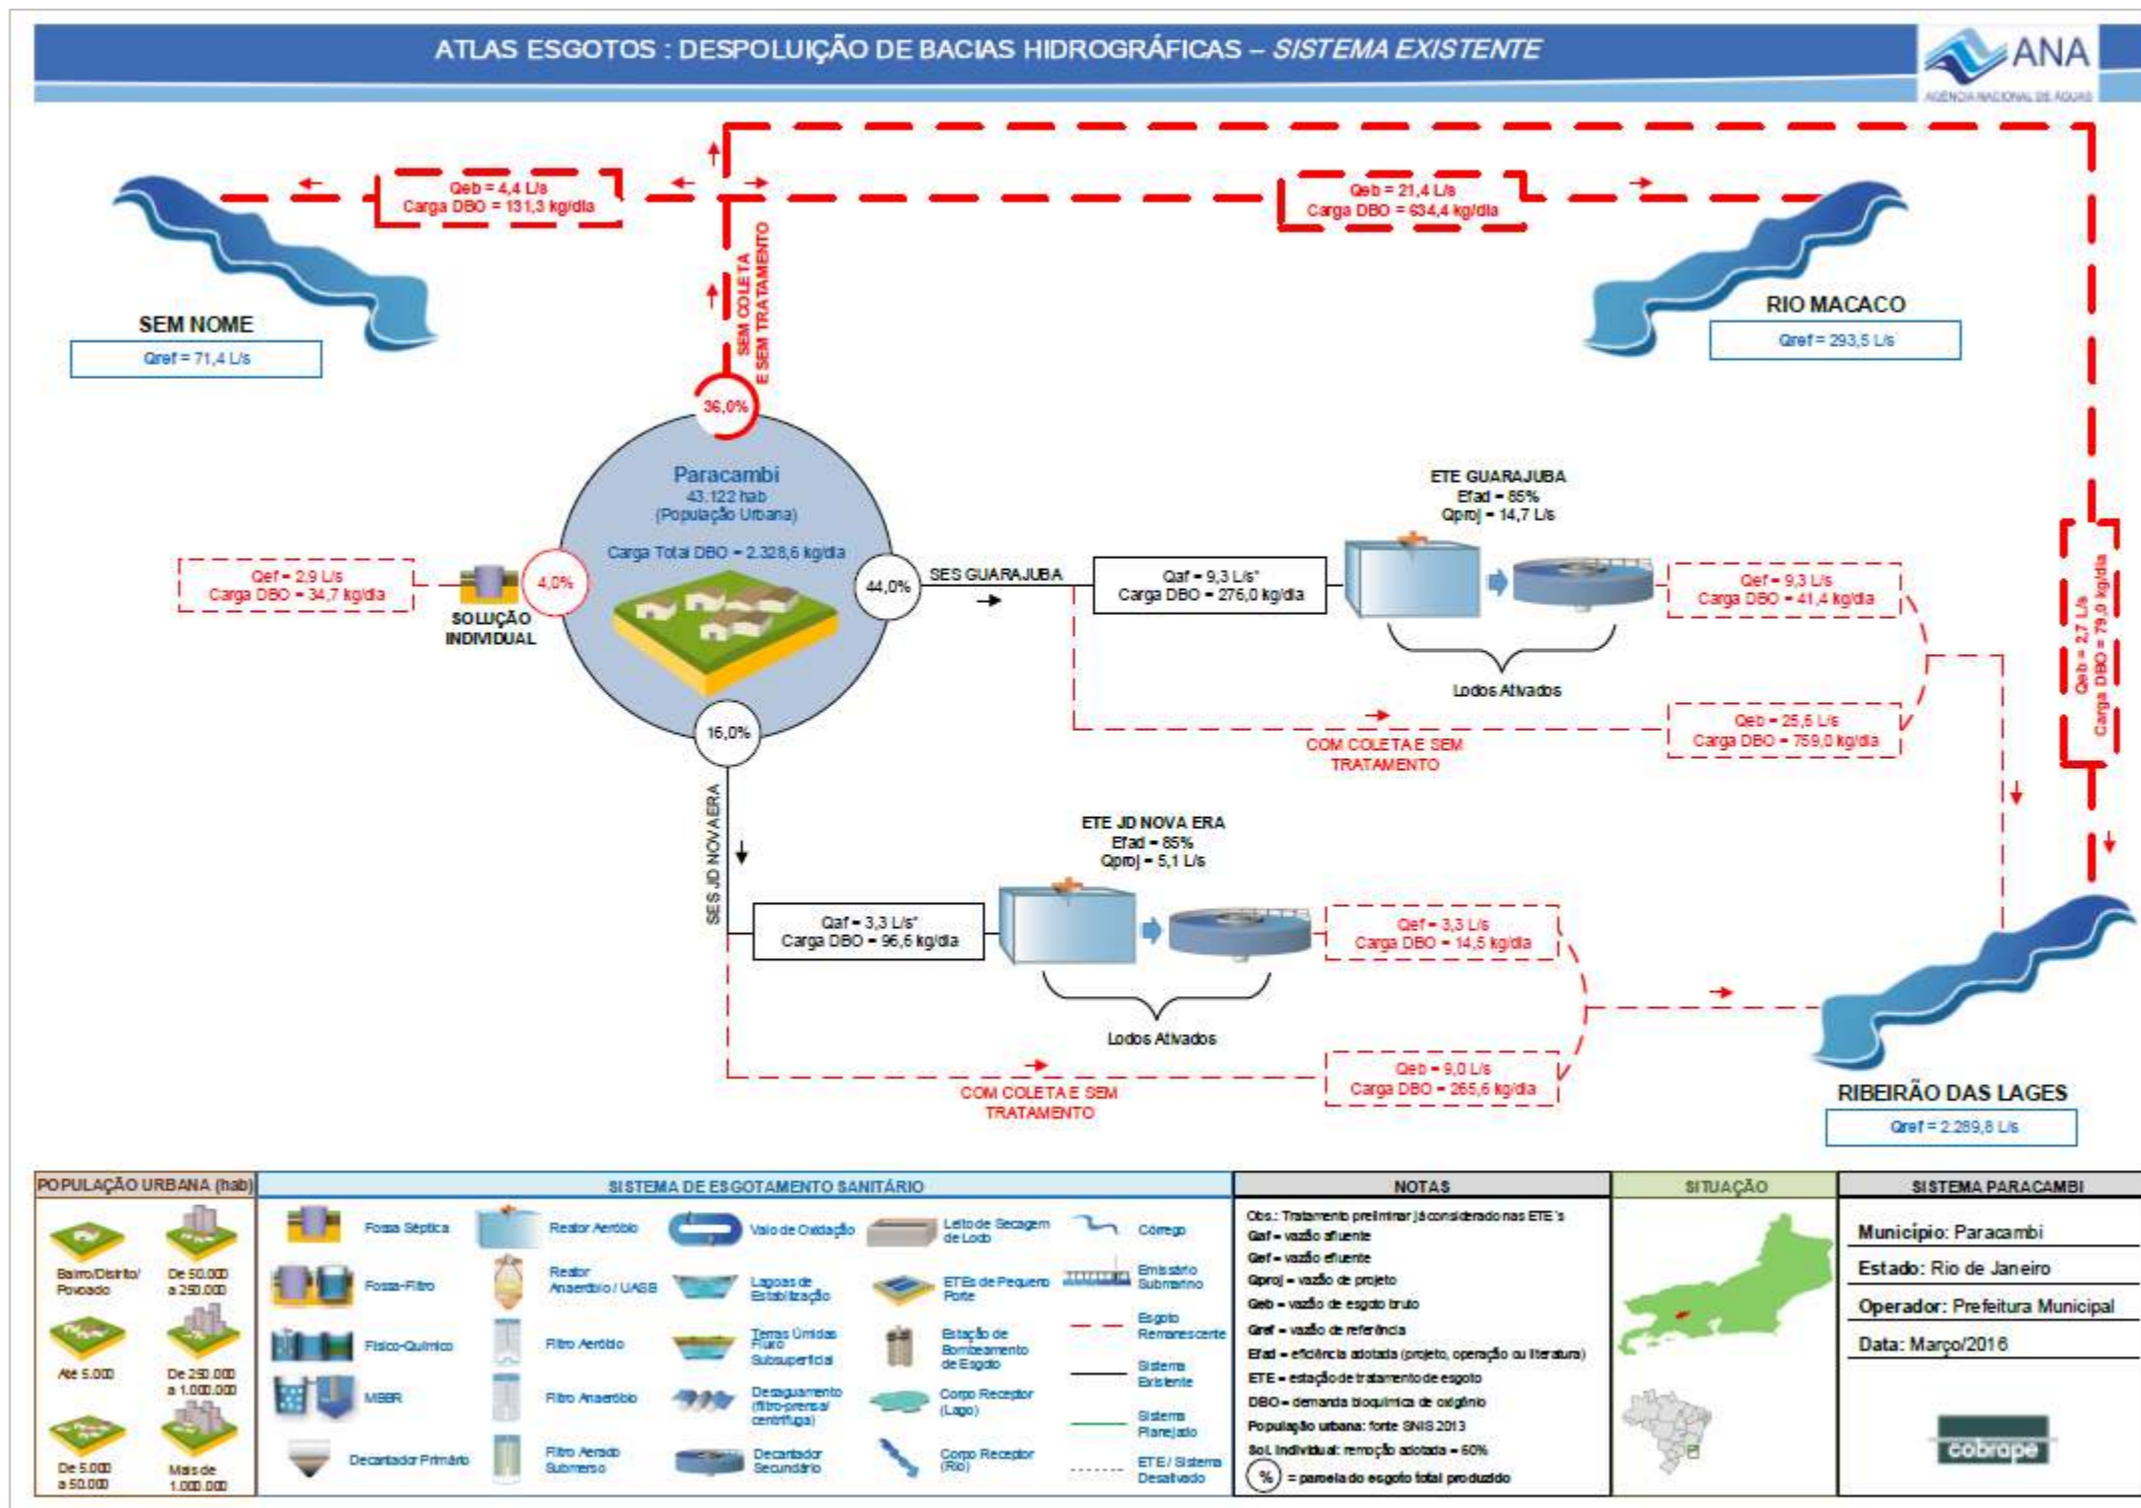 ATLAS ESGOTOS : DESPOLUIÇÃO DE BACIAS HIDROGRÁFICAS – SISTEMA EXISTENTE
ANA
AGÊNCIA NACIONAL DE ÁGUAS
Qeb = 4,4 L/s
Carga DBO = 131,3 kg/dia
Qeb = 21,4 L/s
Carga DBO = 634,4 kg/dia
SEM COLETA
E SEM TRATAMENTO
SEM NOME
Qref = 71,4 L/s
RIO MACACO
Qref = 293,5 L/s
36,0%
Paracambi
43.122 hab
(População Urbana)
Carga Total DBO = 2.328,6 kg/dia
Qef = 2,9 L/s
Carga DBO = 34,7 kg/dia
SOLUÇÃO
INDIVIDUAL
4,0%
44,0%
16,0%
SES GUARAJUBA
Qaf = 9,3 L/s*
Carga DBO = 276,0 kg/dia
ETE GUARAJUBA
Efad = 85%
Qproj = 14,7 L/s
Lodos Ativados
Qef = 9,3 L/s
Carga DBO = 41,4 kg/dia
Qeb = 25,6 L/s
Carga DBO = 759,0 kg/dia
COM COLETA E SEM
TRATAMENTO
Qeb = 2,7 L/s
Carga DBO = 79,0 kg/dia
SES JD NOVA ERA
Qaf = 3,3 L/s*
Carga DBO = 96,6 kg/dia
ETE JD NOVA ERA
Efad = 85%
Qproj = 5,1 L/s
Lodos Ativados
Qef = 3,3 L/s
Carga DBO = 14,5 kg/dia
Qeb = 9,0 L/s
Carga DBO = 265,6 kg/dia
COM COLETA E SEM
TRATAMENTO
RIBEIRÃO DAS LAGES
Qref = 2.289,8 L/s
POPULAÇÃO URBANA (hab)
Bairro/Distrito/
Povoado
De 50.000
a 250.000
Até 5.000
De 250.000
a 1.000.000
De 5.000
a 50.000
Mais de
1.000.000
SISTEMA DE ESGOTAMENTO SANITÁRIO
Fossa Séptica
Fossa-Filtro
Físico-Químico
MBBR
Decantador Primário
Reator Aeróbio
Reator
Anaeróbio / UASB
Filtro Aeróbio
Filtro Anaeróbio
Filtro Aerado
Submerso
Valo de Oxidação
Lagoas de
Estabilização
Terras Úmidas
Fluxo
Subsuperficial
Desaguamento
(filtro-prensa/
centrífuga)
Decantador
Secundário
Leito de Secagem
de Lodo
ETEs de Pequeno
Porte
Estação de
Bombeamento
de Esgoto
Corpo Receptor
(Lago)
Corpo Receptor
(Rio)
Córrego
Emissário
Submarino
Esgoto
Remanescente
Sistema
Existente
Sistema
Planejado
ETE / Sistema
Desativado
NOTAS
Obs.: Tratamento preliminar já considerado nas ETE's
Qaf = vazão afluente
Qef = vazão efluente
Qproj = vazão de projeto
Qeb = vazão de esgoto bruto
Qref = vazão de referência
Efad = eficiência adotada (projeto, operação ou literatura)
ETE = estação de tratamento de esgoto
DBO = demanda bioquímica de oxigênio
População urbana: fonte SNIS 2013
Sol. Individual: remoção adotada = 60%
% = parcela do esgoto total produzido
SITUAÇÃO
SISTEMA PARACAMBI
Município: Paracambi
Estado: Rio de Janeiro
Operador: Prefeitura Municipal
Data: Março/2016
cobrape